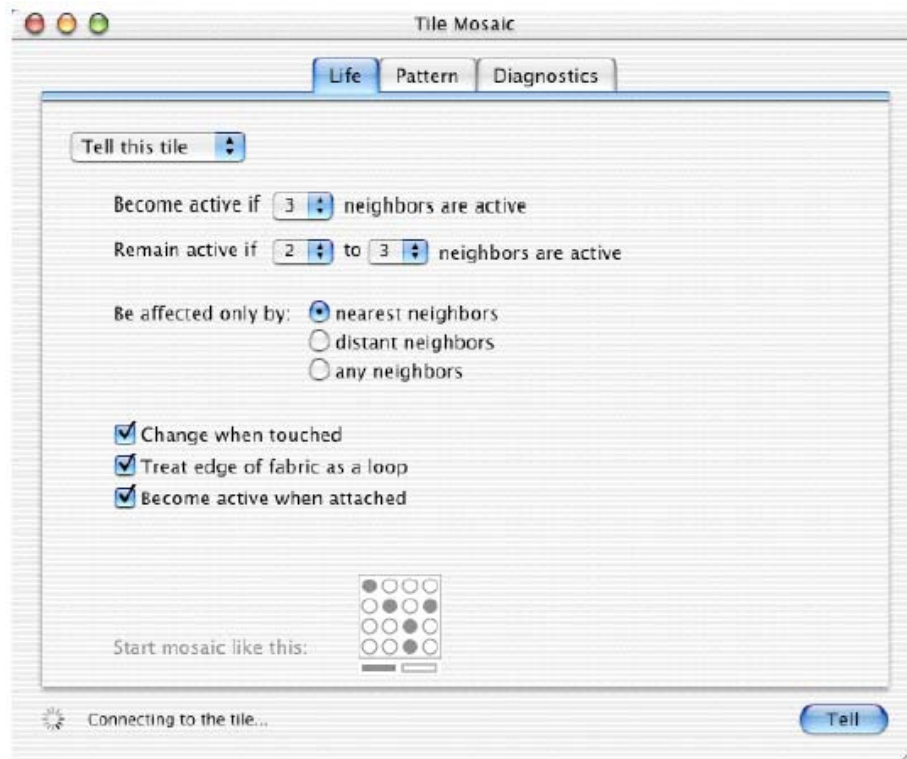 Tile Mosaic
Life Pattern Diagnostics
Tell this tile
Become active if 3 neighbors are active
Remain active if 2 to 3 neighbors are active
Be affected only by: nearest neighbors
distant neighbors
any neighbors
Change when touched
Treat edge of fabric as a loop
Become active when attached
Start mosaic like this:
Connecting to the tile... Tell